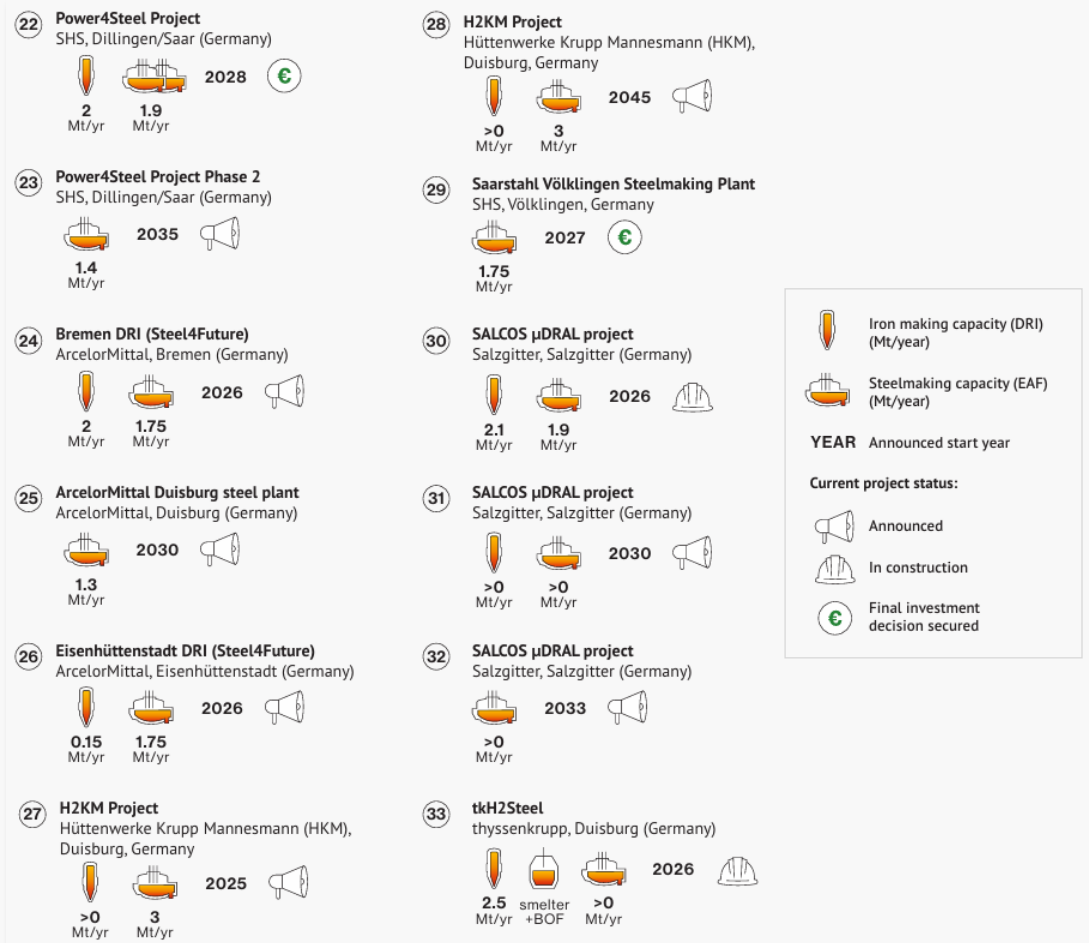 22
Power4Steel Project
SHS, Dillingen/Saar (Germany)
2028 €
2 1.9
Mt/yr Mt/yr
23
Power4Steel Project Phase 2
SHS, Dillingen/Saar (Germany)
2035
1.4
Mt/yr
24
Bremen DRI (Steel4Future)
ArcelorMittal, Bremen (Germany)
2026
2 1.75
Mt/yr Mt/yr
25
ArcelorMittal Duisburg steel plant
ArcelorMittal, Duisburg (Germany)
2030
1.3
Mt/yr
26
Eisenhüttenstadt DRI (Steel4Future)
ArcelorMittal, Eisenhüttenstadt (Germany)
2026
0.15 1.75
Mt/yr Mt/yr
27
H2KM Project
Hüttenwerke Krupp Mannesmann (HKM),
Duisburg, Germany
2025
>0 3
Mt/yr Mt/yr
28
H2KM Project
Hüttenwerke Krupp Mannesmann (HKM),
Duisburg, Germany
2045
>0 3
Mt/yr Mt/yr
29
Saarstahl Völklingen Steelmaking Plant
SHS, Völklingen, Germany
2027 €
1.75
Mt/yr
30
SALCOS µDRAL project
Salzgitter, Salzgitter (Germany)
2026
2.1 1.9
Mt/yr Mt/yr
31
SALCOS µDRAL project
Salzgitter, Salzgitter (Germany)
2030
>0 >0
Mt/yr Mt/yr
32
SALCOS µDRAL project
Salzgitter, Salzgitter (Germany)
2033
>0
Mt/yr
33
tkH2Steel
thyssenkrupp, Duisburg (Germany)
2026
2.5 smelter >0
Mt/yr +BOF Mt/yr
Iron making capacity (DRI)
(Mt/year)
Steelmaking capacity (EAF)
(Mt/year)
YEAR Announced start year
Current project status:
Announced
In construction
€ Final investment
decision secured